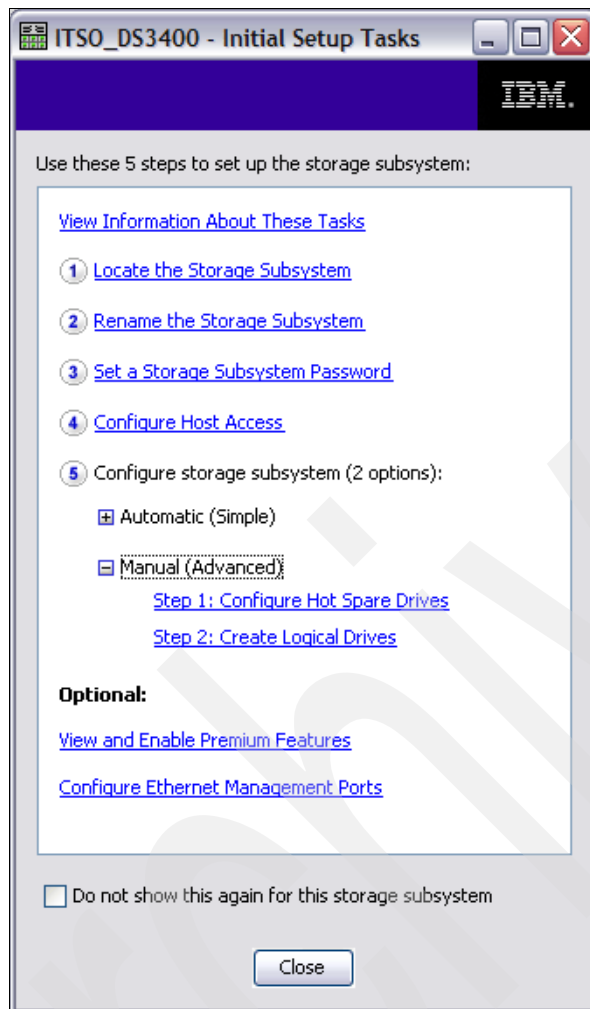 ITSO_DS3400 - Initial Setup Tasks
IBM.
Use these 5 steps to set up the storage subsystem:
View Information About These Tasks
1 Locate the Storage Subsystem
2 Rename the Storage Subsystem
3 Set a Storage Subsystem Password
4 Configure Host Access
5 Configure storage subsystem (2 options):
Automatic (Simple)
Manual (Advanced)
Step 1: Configure Hot Spare Drives
Step 2: Create Logical Drives
Optional:
View and Enable Premium Features
Configure Ethernet Management Ports
Do not show this again for this storage subsystem
Close